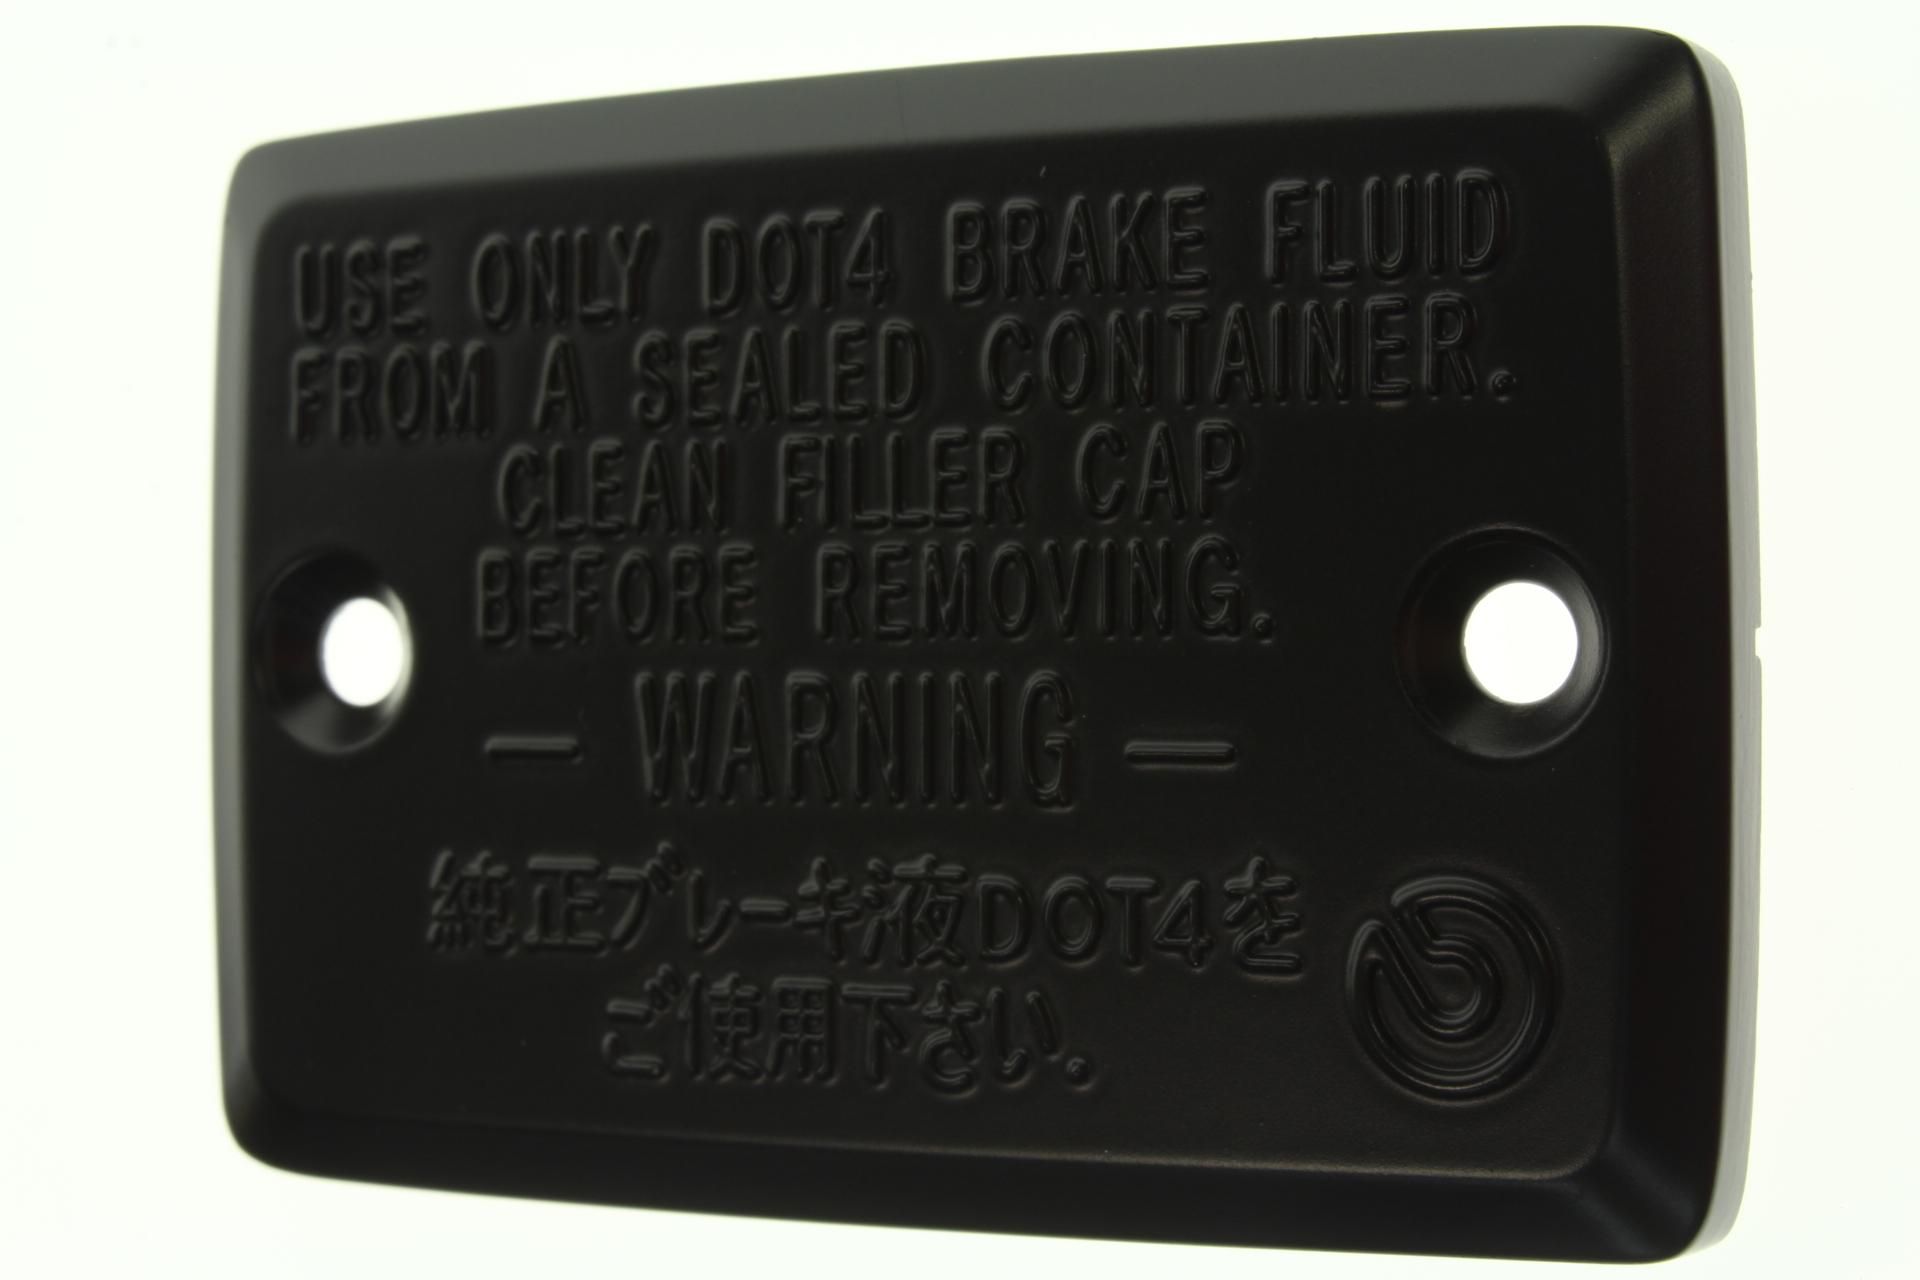 USE ONLY DOT4 BRAKE FLUID
FROM A SEALED CONTAINER.
CLEAN FILLER CAP
BEFORE REMOVING.
— WARNING —
純正ブレーキ液DOT4を
ご使用下さい。